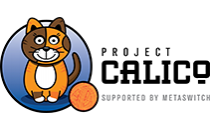 PROJECT
CALICO
SUPPORTED BY METASWITCH